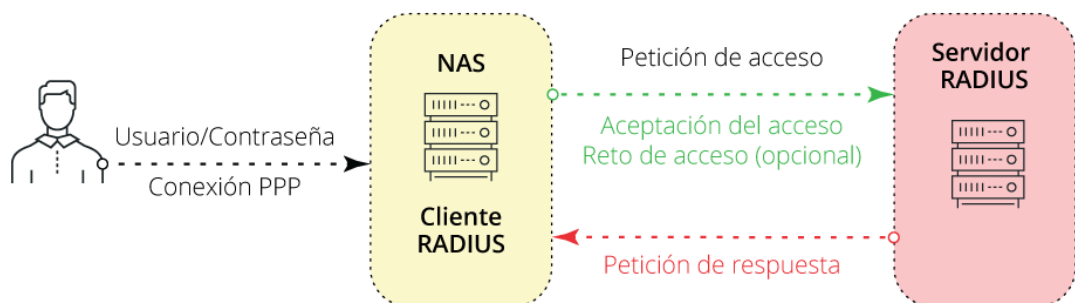 Usuario/Contraseña
Conexión PPP
NAS
Cliente
RADIUS
Petición de acceso
Aceptación del acceso
Reto de acceso (opcional)
Petición de respuesta
Servidor
RADIUS